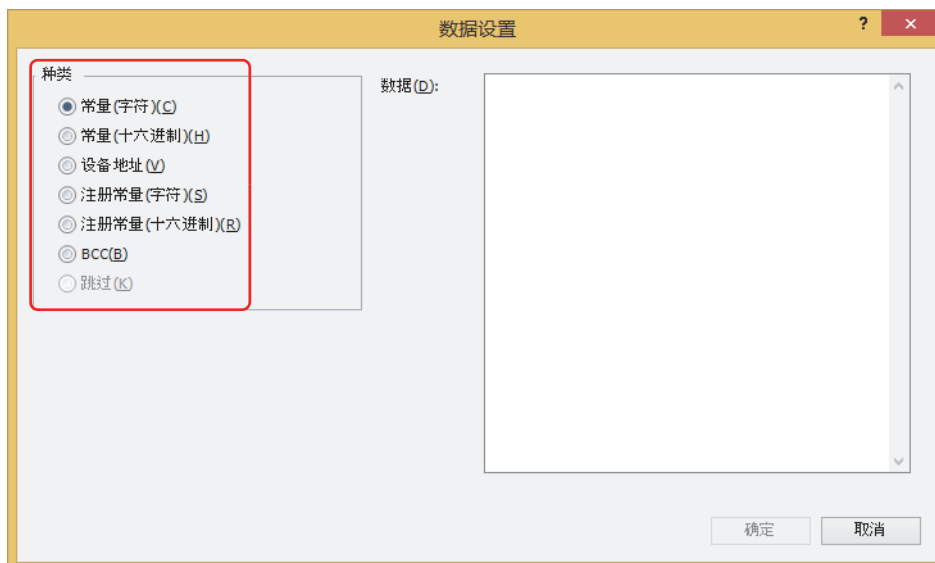 数据设置
?
种类
常量(字符)(C)
常量(十六进制)(H)
设备地址(V)
注册常量(字符)(S)
注册常量(十六进制)(R)
BCC(B)
跳过(K)
数据(D):
确定
取消